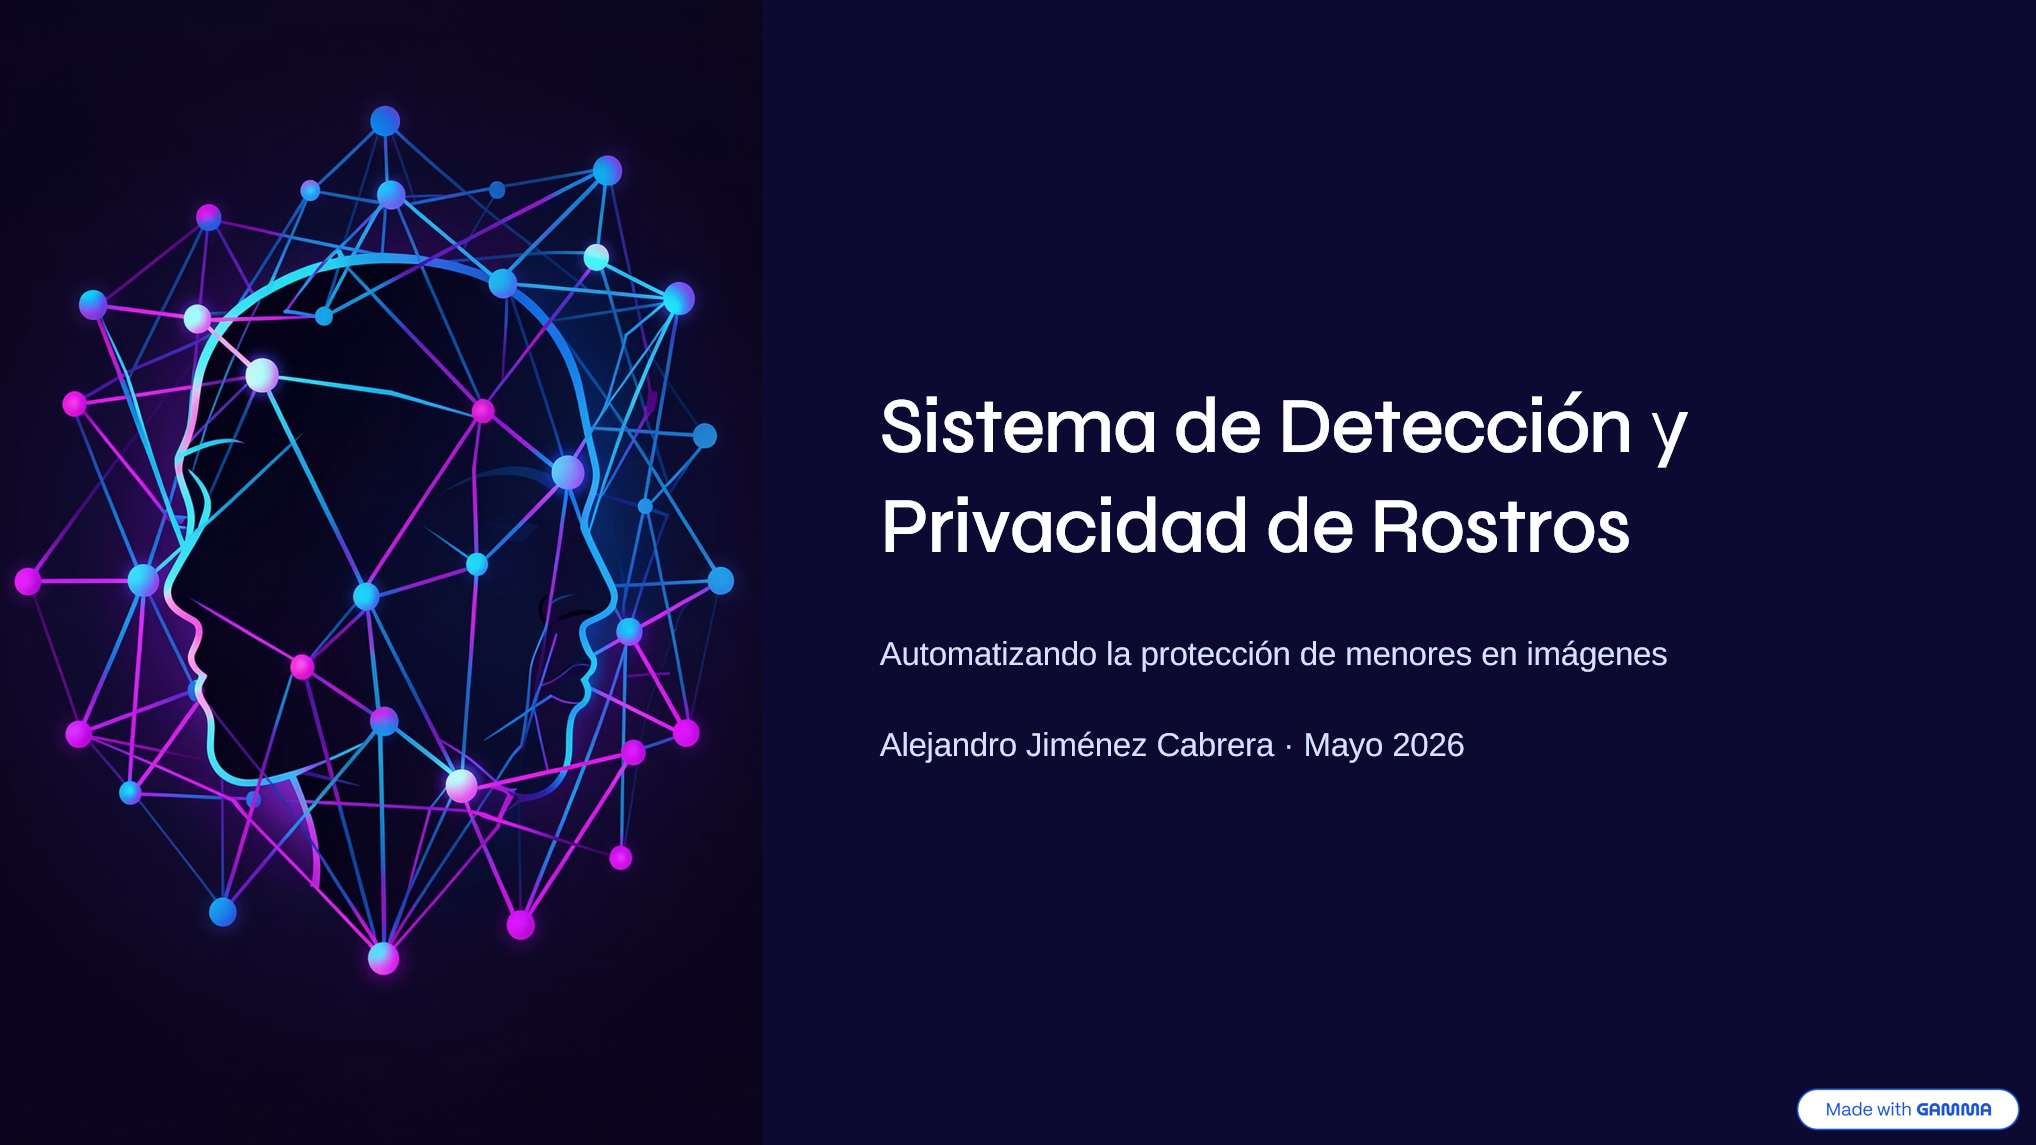 Sistema de Detección y
Privacidad de Rostros
Automatizando la protección de menores en imágenes
Alejandro Jiménez Cabrera · Mayo 2026
Made with GAMMA